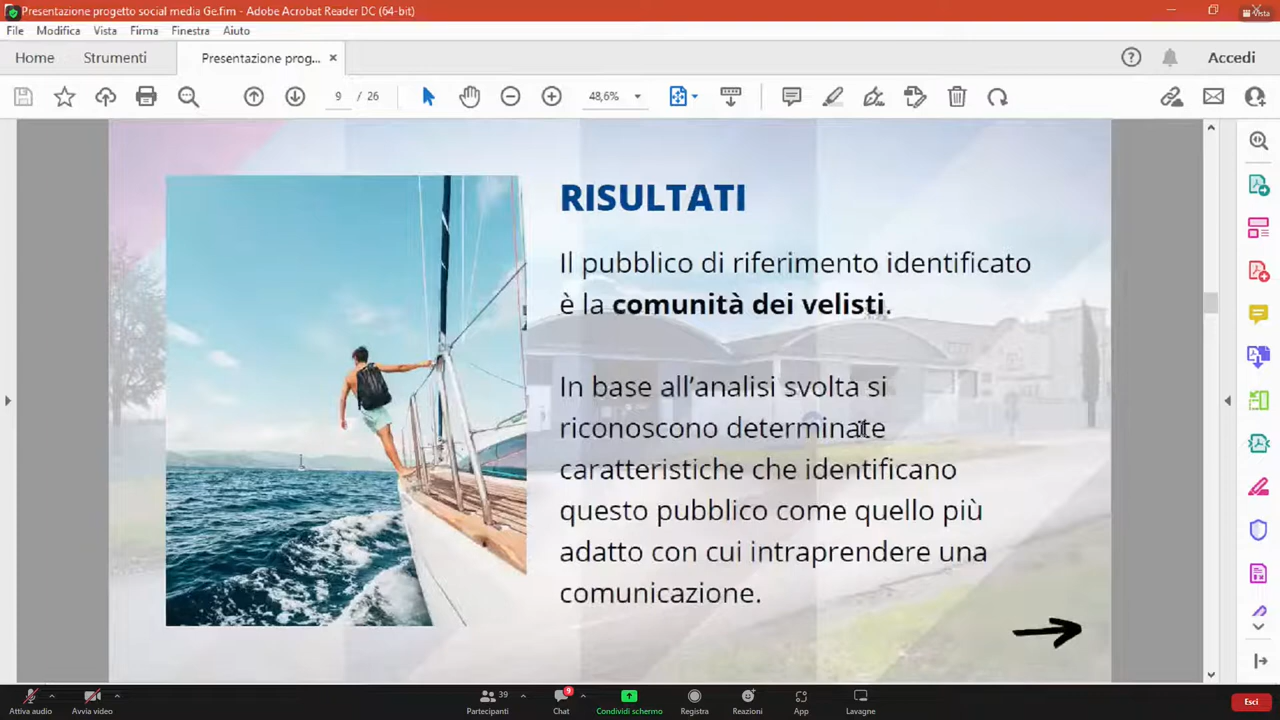 Presentazione progetto social media Ge.fim - Adobe Acrobat Reader DC (64-bit)
Vista
File Modifica Vista Firma Finestra Aiuto
Home Strumenti Presentazione prog... × Accedi
9 / 26 48,6%
RISULTATI
Il pubblico di riferimento identificato
è la comunità dei velisti.
In base all'analisi svolta si
riconoscono determinate
caratteristiche che identificano
questo pubblico come quello più
adatto con cui intraprendere una
comunicazione.
39 9
Attiva audio Avvia video Partecipanti Chat Condividi schermo Registra Reazioni App Lavagne Esci